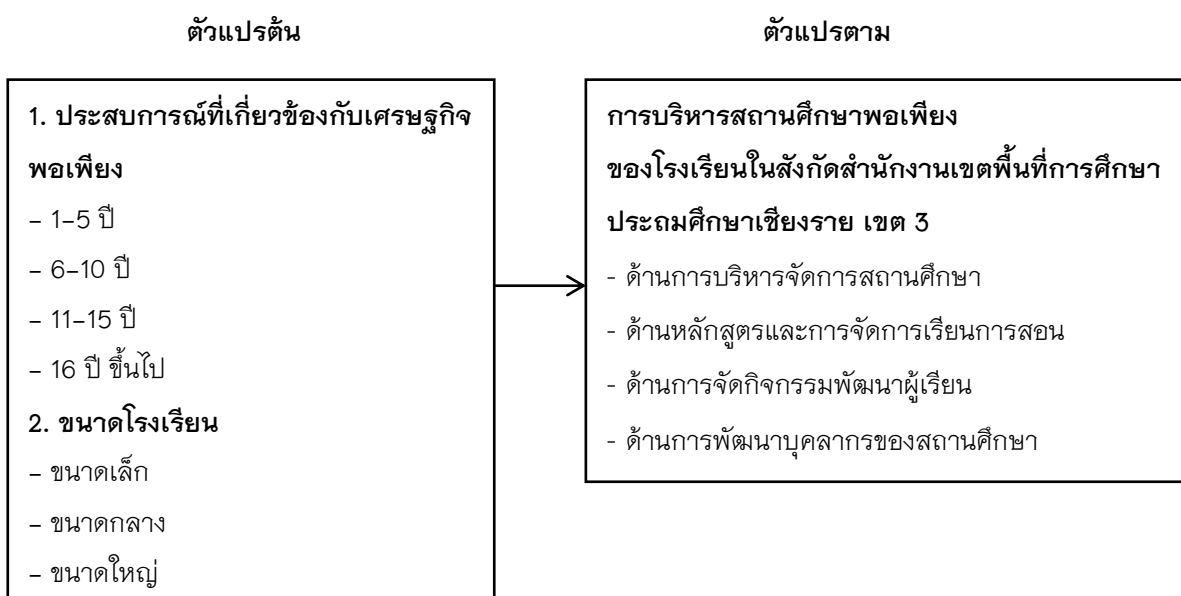 ตัวแปรต้น
ตัวแปรตาม
1. ประสบการณ์ที่เกี่ยวข้องกับเศรษฐกิจ
พอเพียง
– 1–5 ปี
– 6–10 ปี
– 11–15 ปี
– 16 ปี ขึ้นไป
2. ขนาดโรงเรียน
– ขนาดเล็ก
– ขนาดกลาง
– ขนาดใหญ่
การบริหารสถานศึกษาพอเพียง
ของโรงเรียนในสังกัดสำนักงานเขตพื้นที่การศึกษา
ประถมศึกษาเชียงราย เขต 3
- ด้านการบริหารจัดการสถานศึกษา
- ด้านหลักสูตรและการจัดการเรียนการสอน
- ด้านการจัดกิจกรรมพัฒนาผู้เรียน
- ด้านการพัฒนาบุคลากรของสถานศึกษา